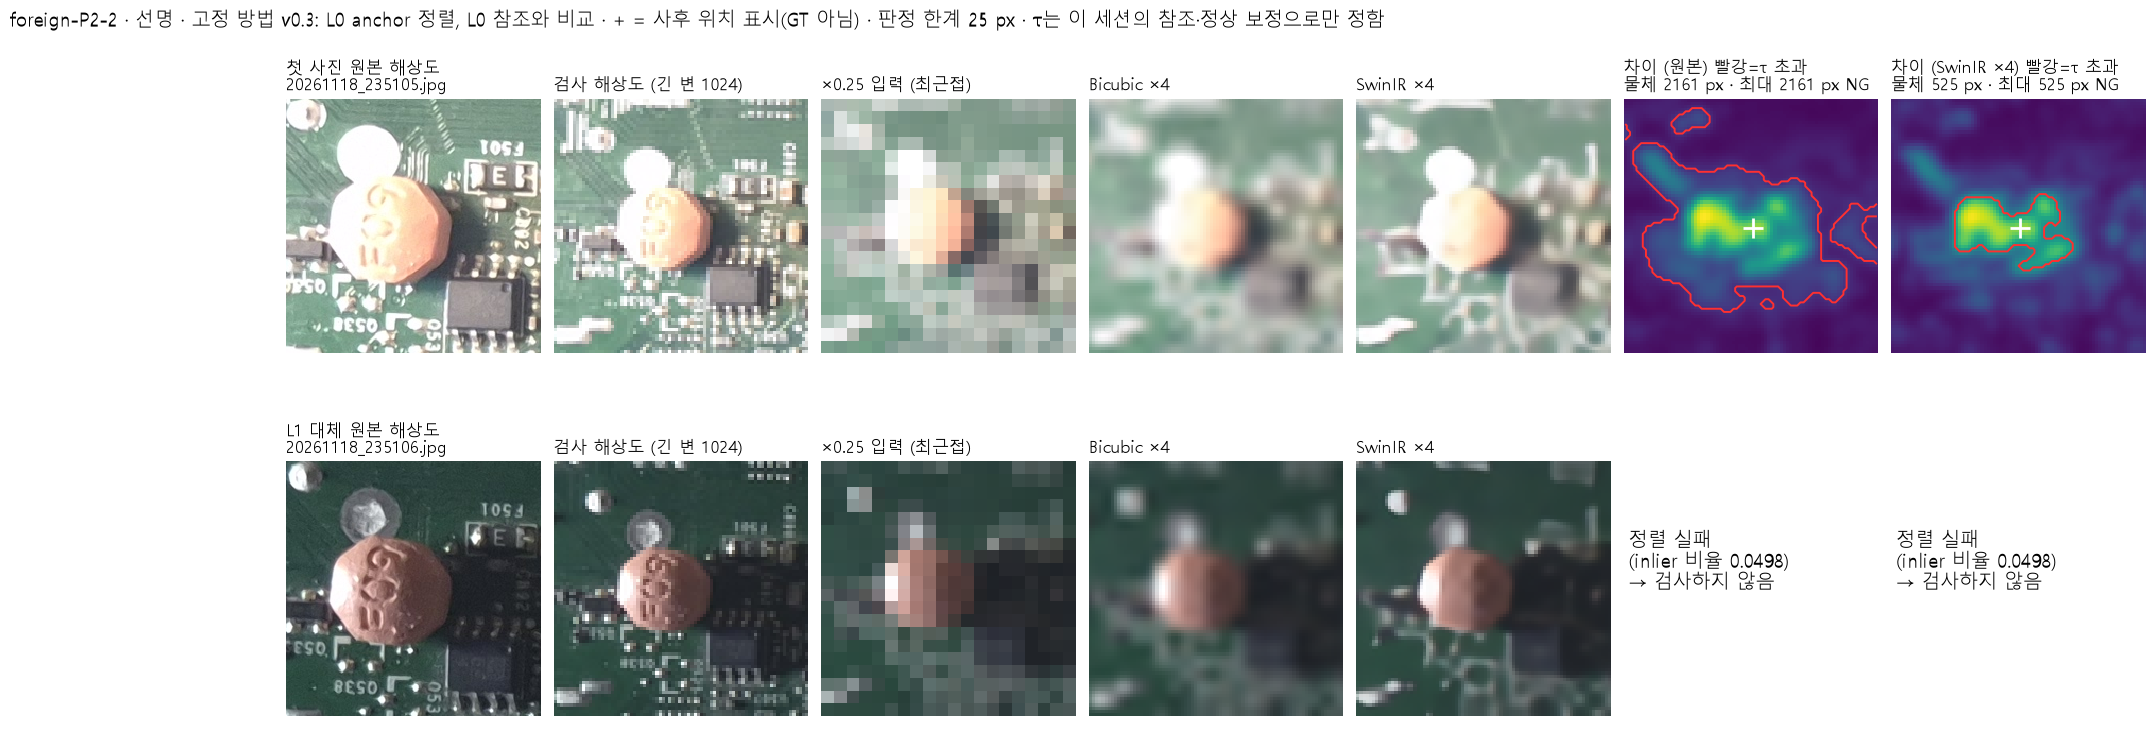 foreign-P2-2 · 선명 · 고정 방법 v0.3: L0 anchor 정렬, L0 참조와 비교 · + = 사후 위치 표시(GT 아님) · 판정 한계 25 px · τ는 이 세션의 참조·정상 보정으로만 정함
첫 사진 원본 해상도
20261118_235105.jpg
검사 해상도 (긴 변 1024)
×0.25 입력 (최근접)
Bicubic ×4
SwinIR ×4
차이 (원본) 빨강=τ 초과
물체 2161 px · 최대 2161 px NG
차이 (SwinIR ×4) 빨강=τ 초과
물체 525 px · 최대 525 px NG
F501
E
Q538
L1 대체 원본 해상도
20261118_235106.jpg
검사 해상도 (긴 변 1024)
×0.25 입력 (최근접)
Bicubic ×4
SwinIR ×4
F501
E
Q538
정렬 실패
(inlier 비율 0.0498)
→ 검사하지 않음
정렬 실패
(inlier 비율 0.0498)
→ 검사하지 않음